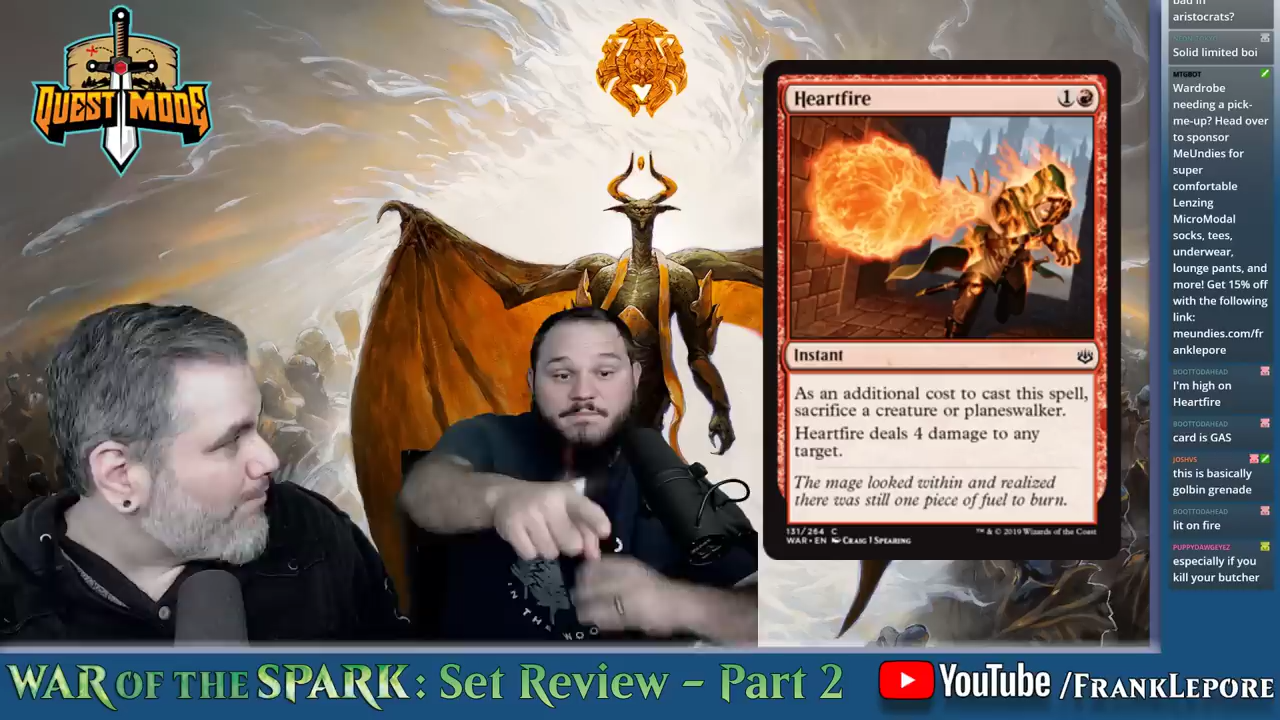 QUEST MODE
Heartfire
1
Instant
As an additional cost to cast this spell,
sacrifice a creature or planeswalker.
Heartfire deals 4 damage to any
target.
The mage looked within and realized
there was still one piece of fuel to burn.
131/264 C
™ & © 2019 Wizards of the Coast
WAR • EN Craig J Spearing
aristocrats?
Solid limited boi
MTGBOT
Wardrobe
needing a pick-
me-up? Head over
to sponsor
MeUndies for
super
comfortable
Lenzing
MicroModal
socks, tees,
underwear,
lounge pants, and
more! Get 15% off
with the following
link:
meundies.com/fr
anklepore
BOOTTODAHEAD
I'm high on
Heartfire
BOOTTODAHEAD
card is GAS
JOSHVS
this is basically
golbin grenade
BOOTTODAHEAD
lit on fire
PUPPYDAWGEYEZ
especially if you
kill your butcher
N THE WOO
WAR OF THE SPARK: Set Review - Part 2
YouTube /FrankLepore